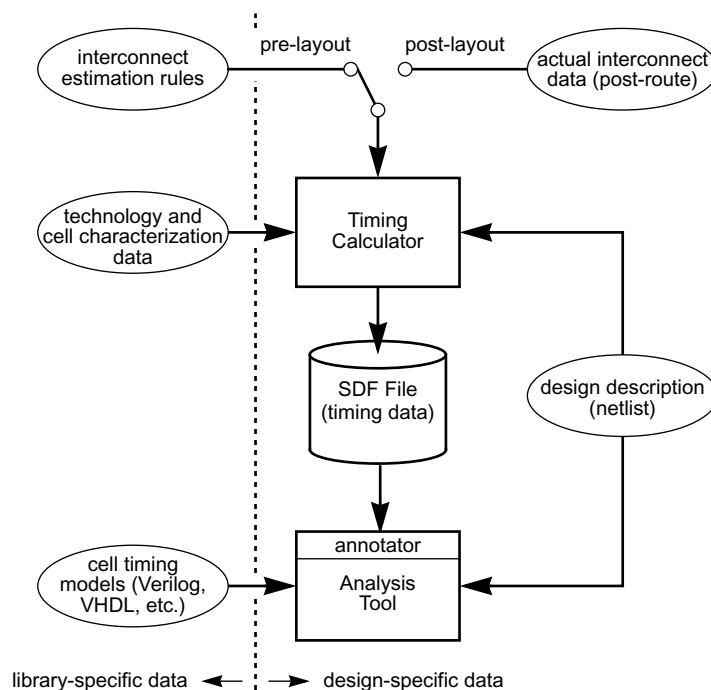 interconnect
estimation rules
pre-layout
post-layout
actual interconnect
data (post-route)
technology and
cell characterization
data
Timing
Calculator
SDF File
(timing data)
design description
(netlist)
cell timing
models (Verilog,
VHDL, etc.)
annotator
Analysis
Tool
library-specific data
design-specific data